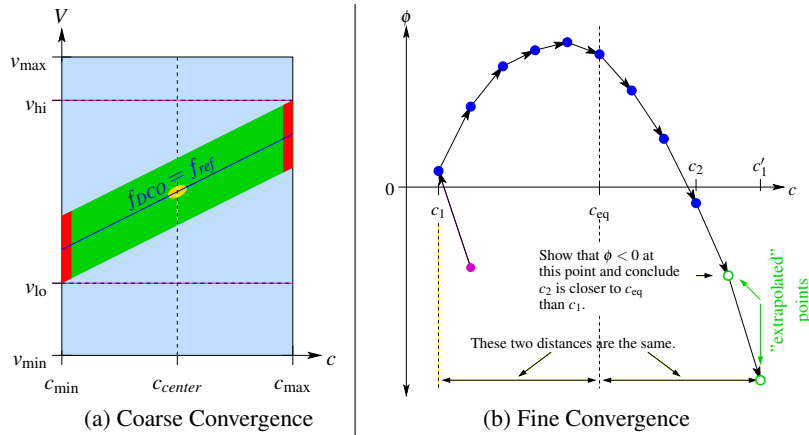 V
v_max
v_hi
f_DCO = f_ref
v_lo
v_min
c
c_min
c_center
c_max
(a) Coarse Convergence
ϕ
0
c_1
c_eq
c_2
c′_1
c
Show that ϕ < 0 at
this point and conclude
c_2 is closer to c_eq
than c_1.
"extrapolated"
points
These two distances are the same.
(b) Fine Convergence